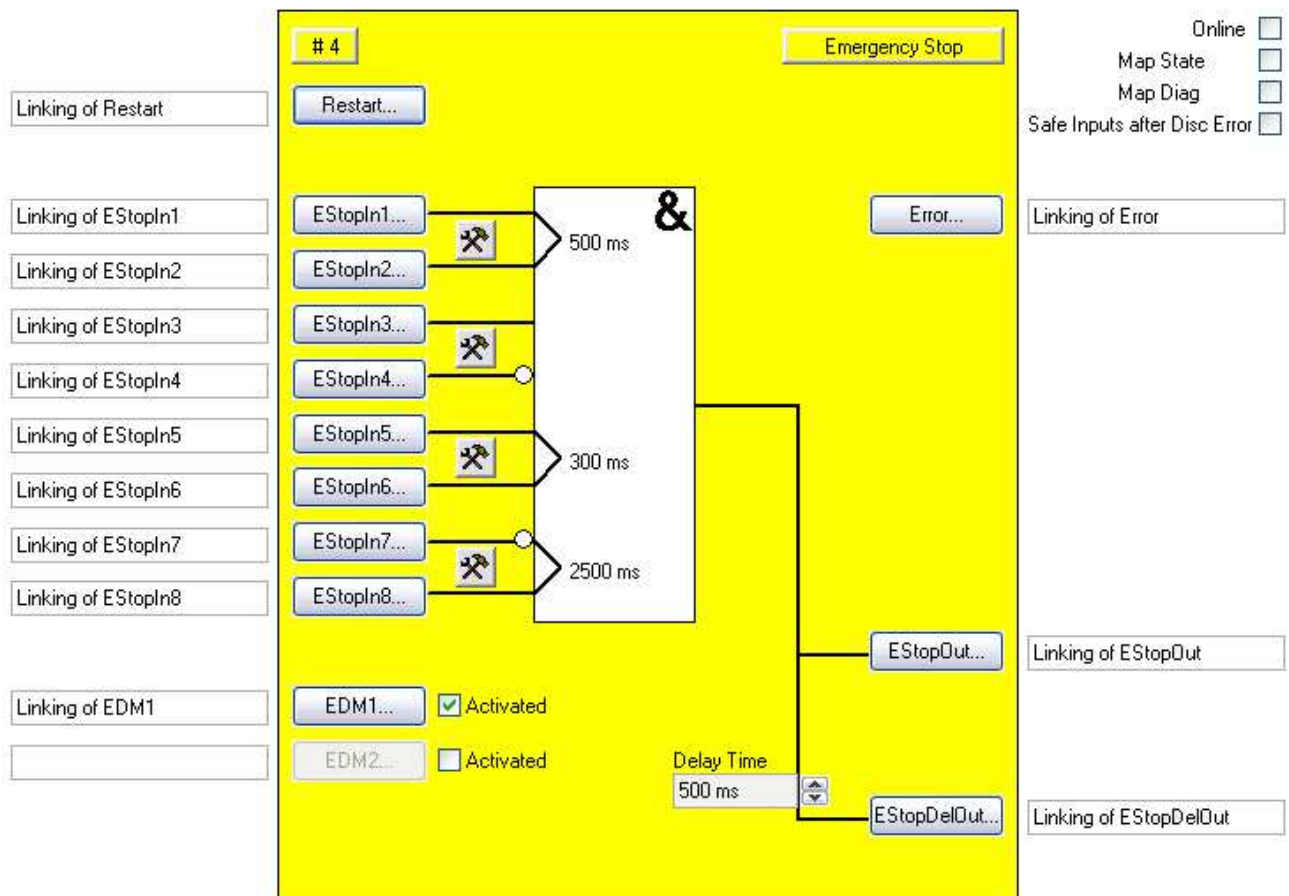 # 4
Emergency Stop
Online
Map State
Map Diag
Safe Inputs after Disc Error
Linking of Restart
Restart...
Linking of EStopIn1
EStopIn1...
&
500 ms
Error...
Linking of Error
Linking of EStopIn2
EStopIn2...
Linking of EStopIn3
EStopIn3...
Linking of EStopIn4
EStopIn4...
Linking of EStopIn5
EStopIn5...
300 ms
Linking of EStopIn6
EStopIn6...
Linking of EStopIn7
EStopIn7...
2500 ms
Linking of EStopIn8
EStopIn8...
EStopOut...
Linking of EStopOut
Linking of EDM1
EDM1...
Activated
EDM2...
Activated
Delay Time
500 ms
EStopDelOut...
Linking of EStopDelOut